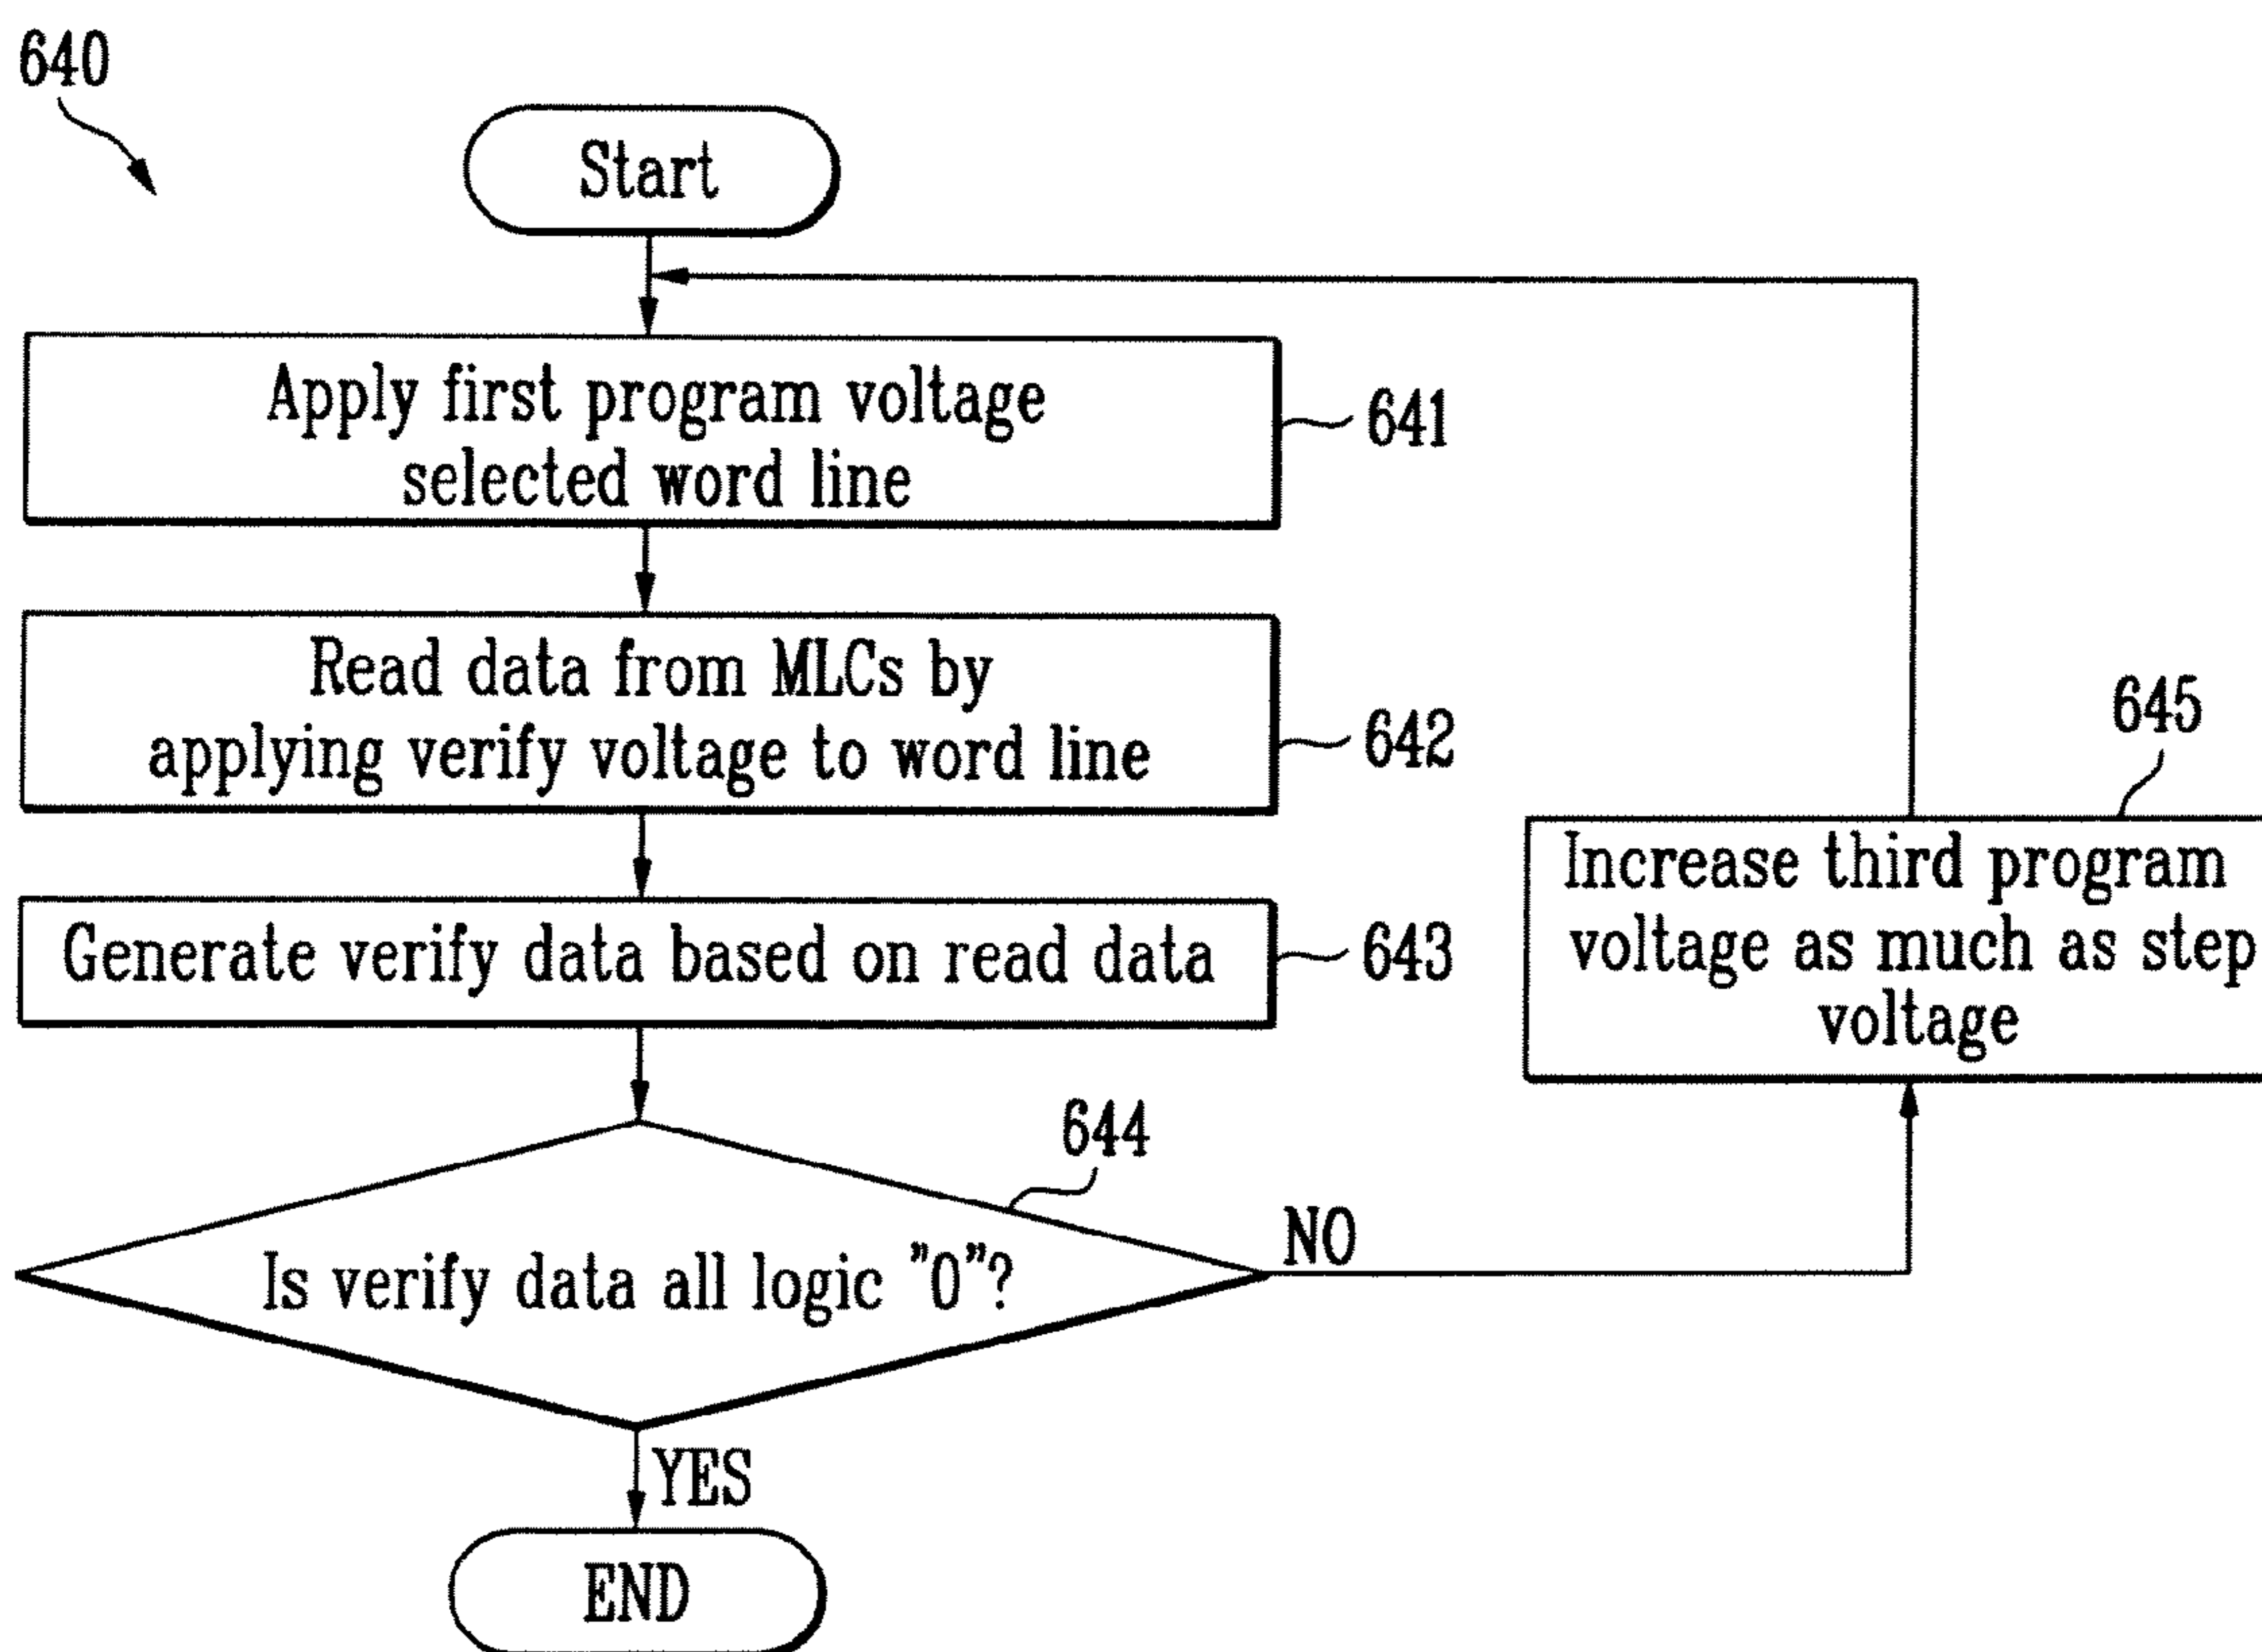 640
Start
Apply first program voltage
selected word line
641
Read data from MLCs by
applying verify voltage to word line
642
Generate verify data based on read data
643
645
Increase third program
voltage as much as step
voltage
644
Is verify data all logic "0"?
NO
YES
END